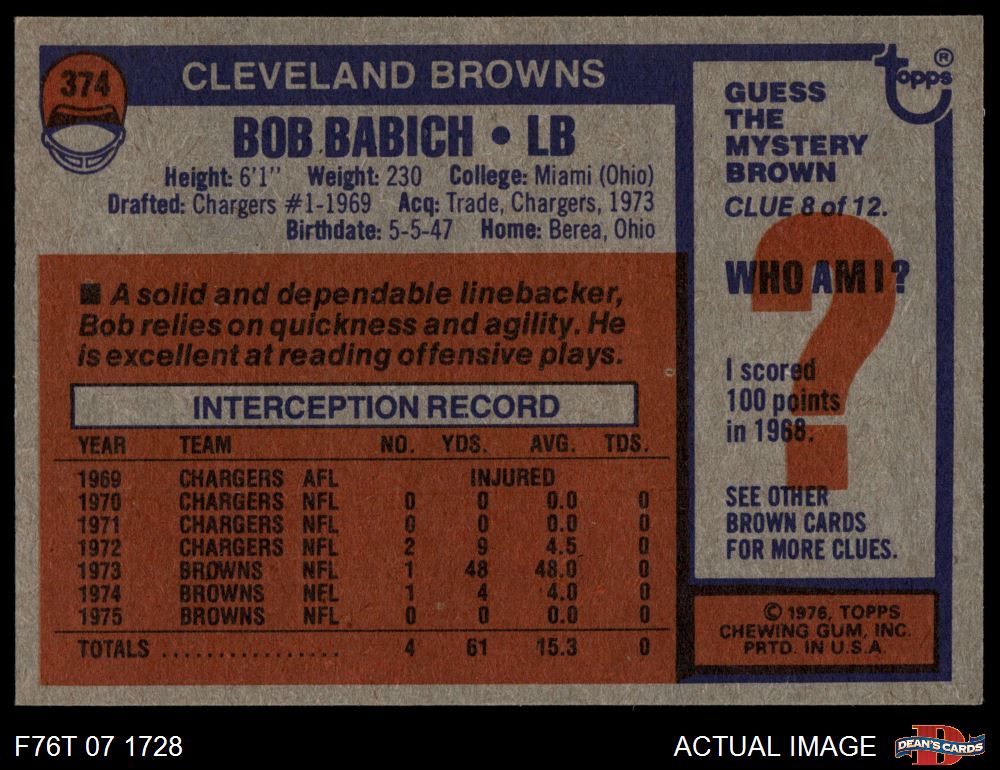 374
CLEVELAND BROWNS
BOB BABICH • LB
Height: 6'1" Weight: 230 College: Miami (Ohio)
Drafted: Chargers #1-1969 Acq: Trade, Chargers, 1973
Birthdate: 5-5-47 Home: Berea, Ohio
■ A solid and dependable linebacker,
Bob relies on quickness and agility. He
is excellent at reading offensive plays.
INTERCEPTION RECORD
YEAR TEAM NO. YDS. AVG. TDS.
1969 CHARGERS AFL INJURED
1970 CHARGERS NFL 0 0 0.0 0
1971 CHARGERS NFL 0 0 0.0 0
1972 CHARGERS NFL 2 9 4.5 0
1973 BROWNS NFL 1 48 48.0 0
1974 BROWNS NFL 1 4 4.0 0
1975 BROWNS NFL 0 0 0.0 0
TOTALS ................. 4 61 15.3 0
topps ®
GUESS
THE
MYSTERY
BROWN
CLUE 8 of 12.
?
WHO AM I?
I scored
100 points
in 1968.
SEE OTHER
BROWN CARDS
FOR MORE CLUES.
© 1976, TOPPS
CHEWING GUM, INC.
PRTD. IN U.S.A.
F76T 07 1728
ACTUAL IMAGE
D
DEAN'S CARDS